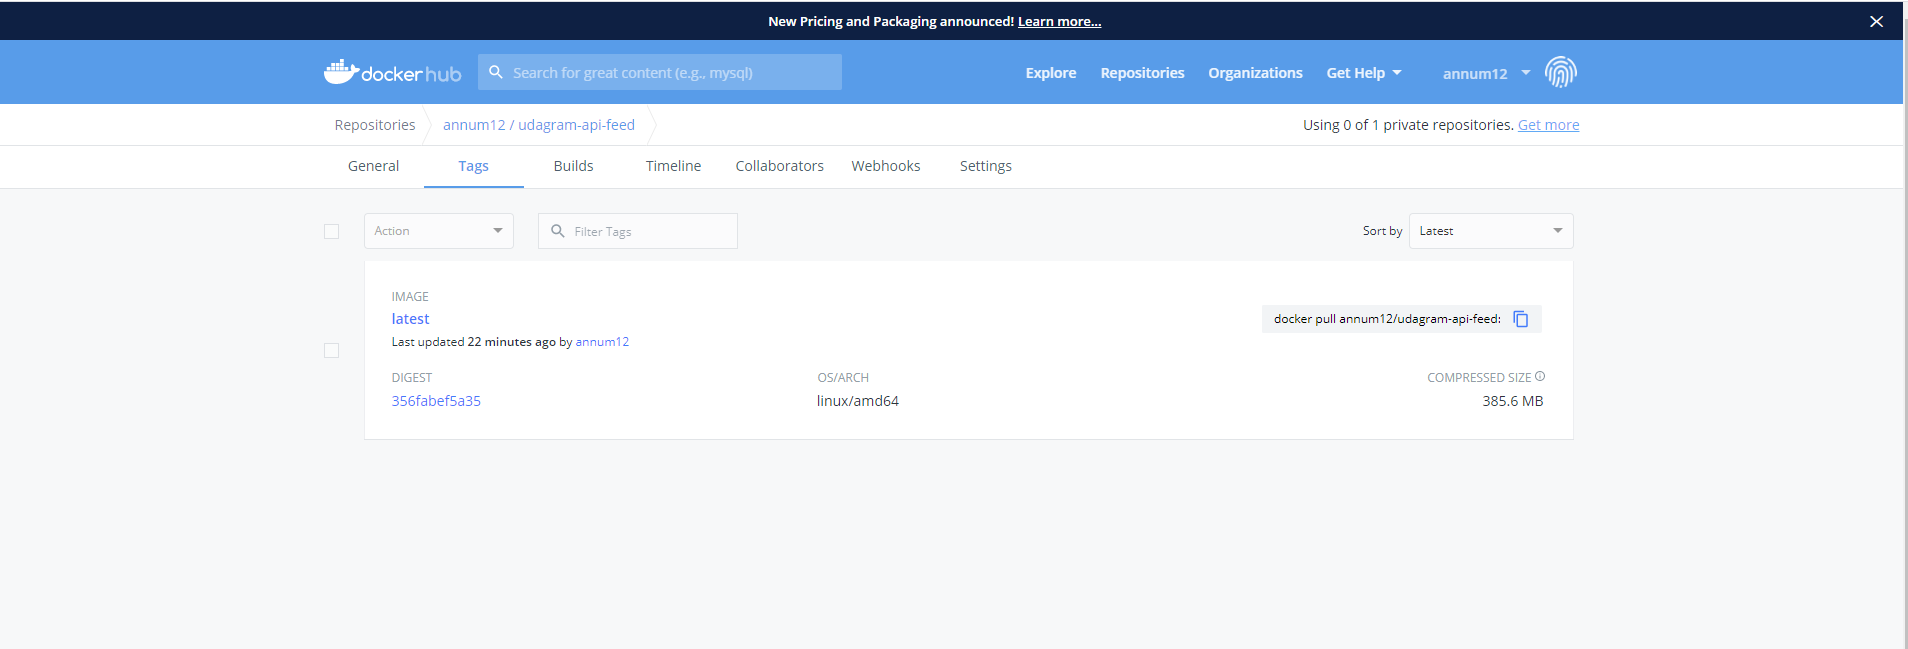 New Pricing and Packaging announced! Learn more...
docker hub
Search for great content (e.g., mysql)
Explore
Repositories
Organizations
Get Help
annum12
Repositories
annum12 / udagram-api-feed
Using 0 of 1 private repositories. Get more
General
Tags
Builds
Timeline
Collaborators
Webhooks
Settings
Action
Filter Tags
Sort by
Latest
IMAGE
latest
Last updated 22 minutes ago by annum12
docker pull annum12/udagram-api-feed:
DIGEST
356fabef5a35
OS/ARCH
linux/amd64
COMPRESSED SIZE
385.6 MB